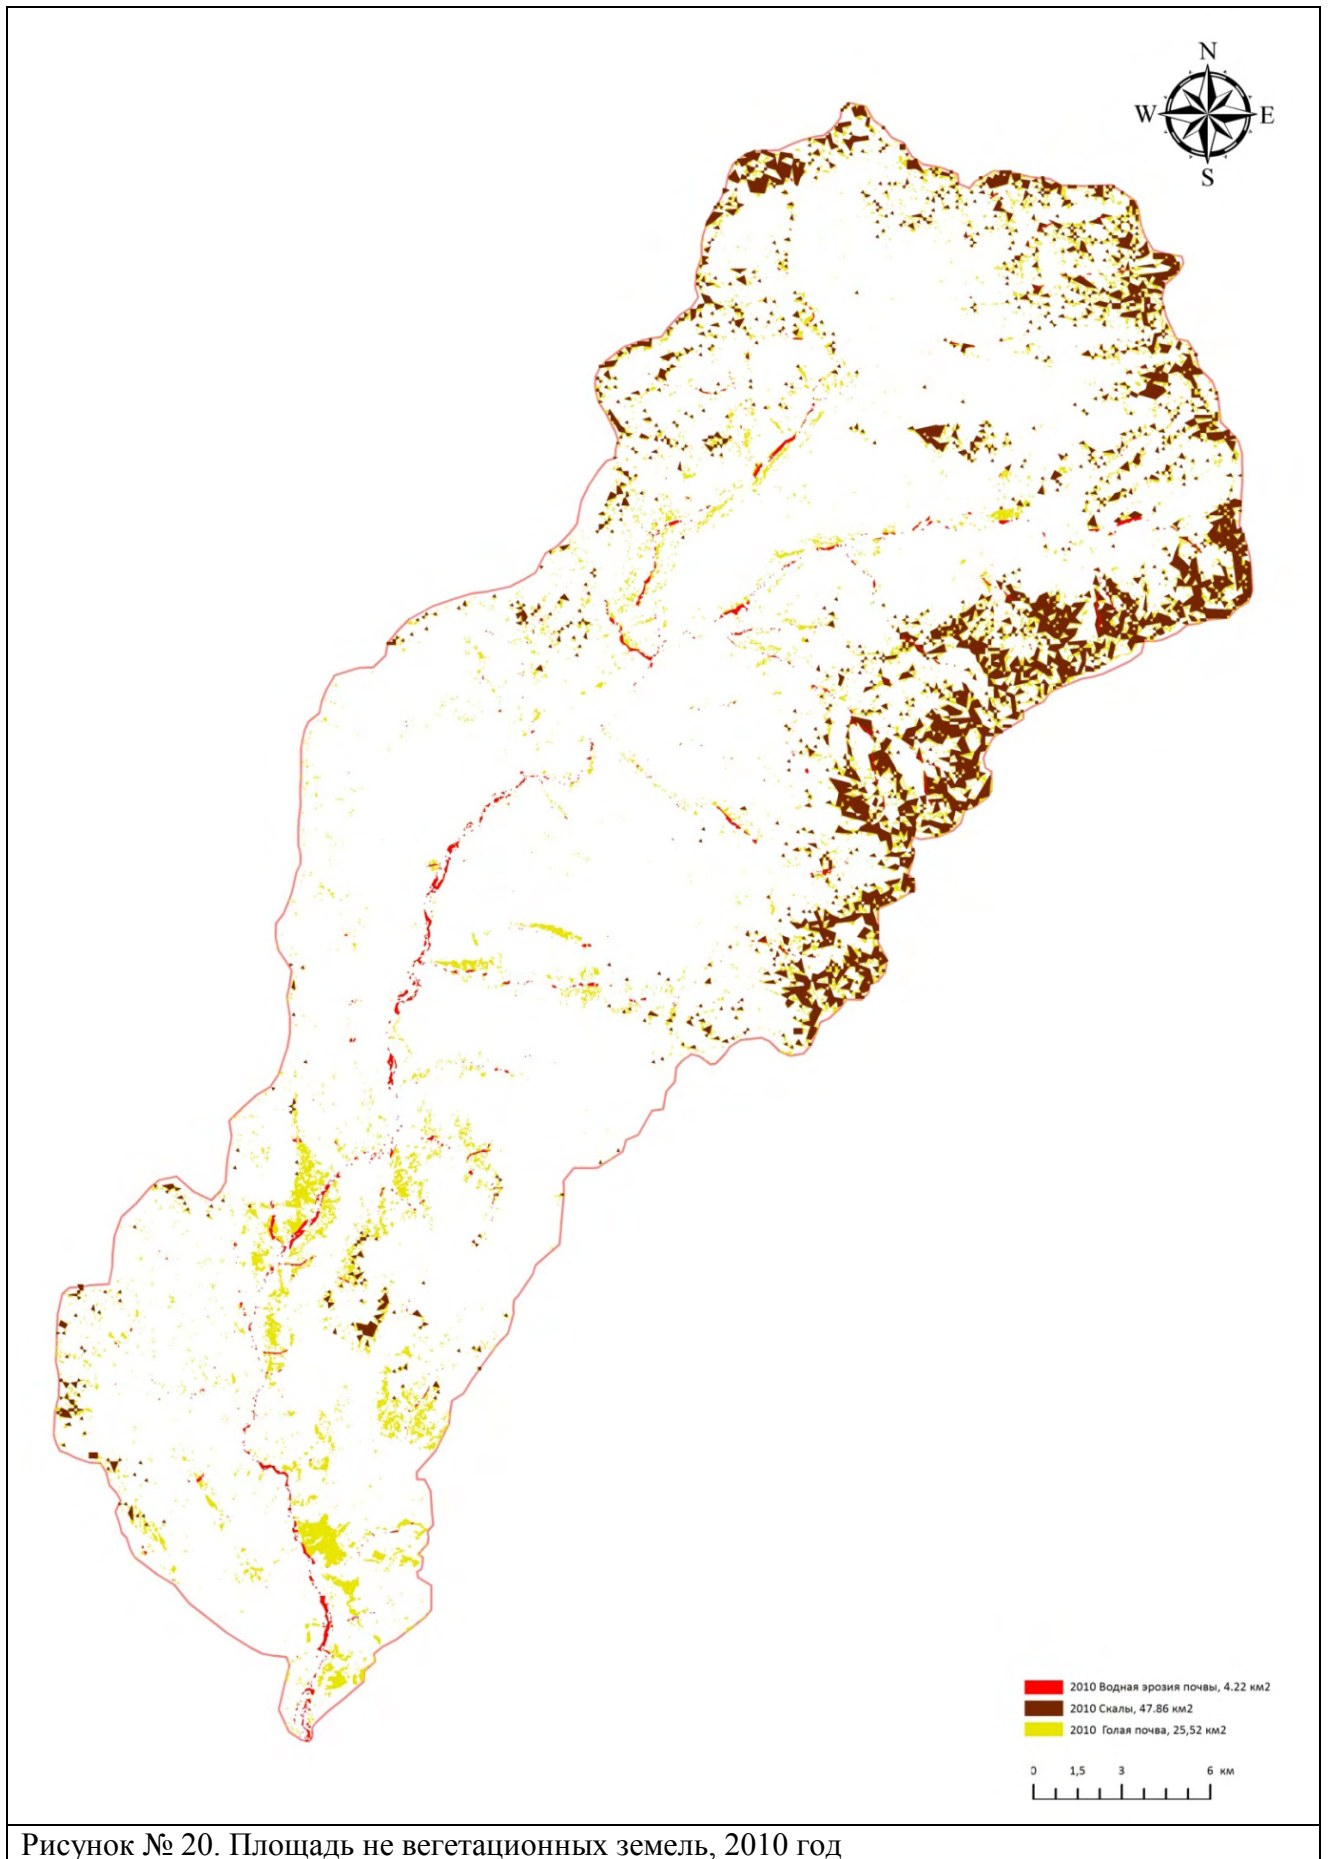 N
W E
S
2010 Водная эрозия почвы, 4.22 км2
2010 Скалы, 47.86 км2
2010 Голая почва, 25,52 км2
0 1,5 3 6 км
Рисунок № 20. Площадь не вегетационных земель, 2010 год